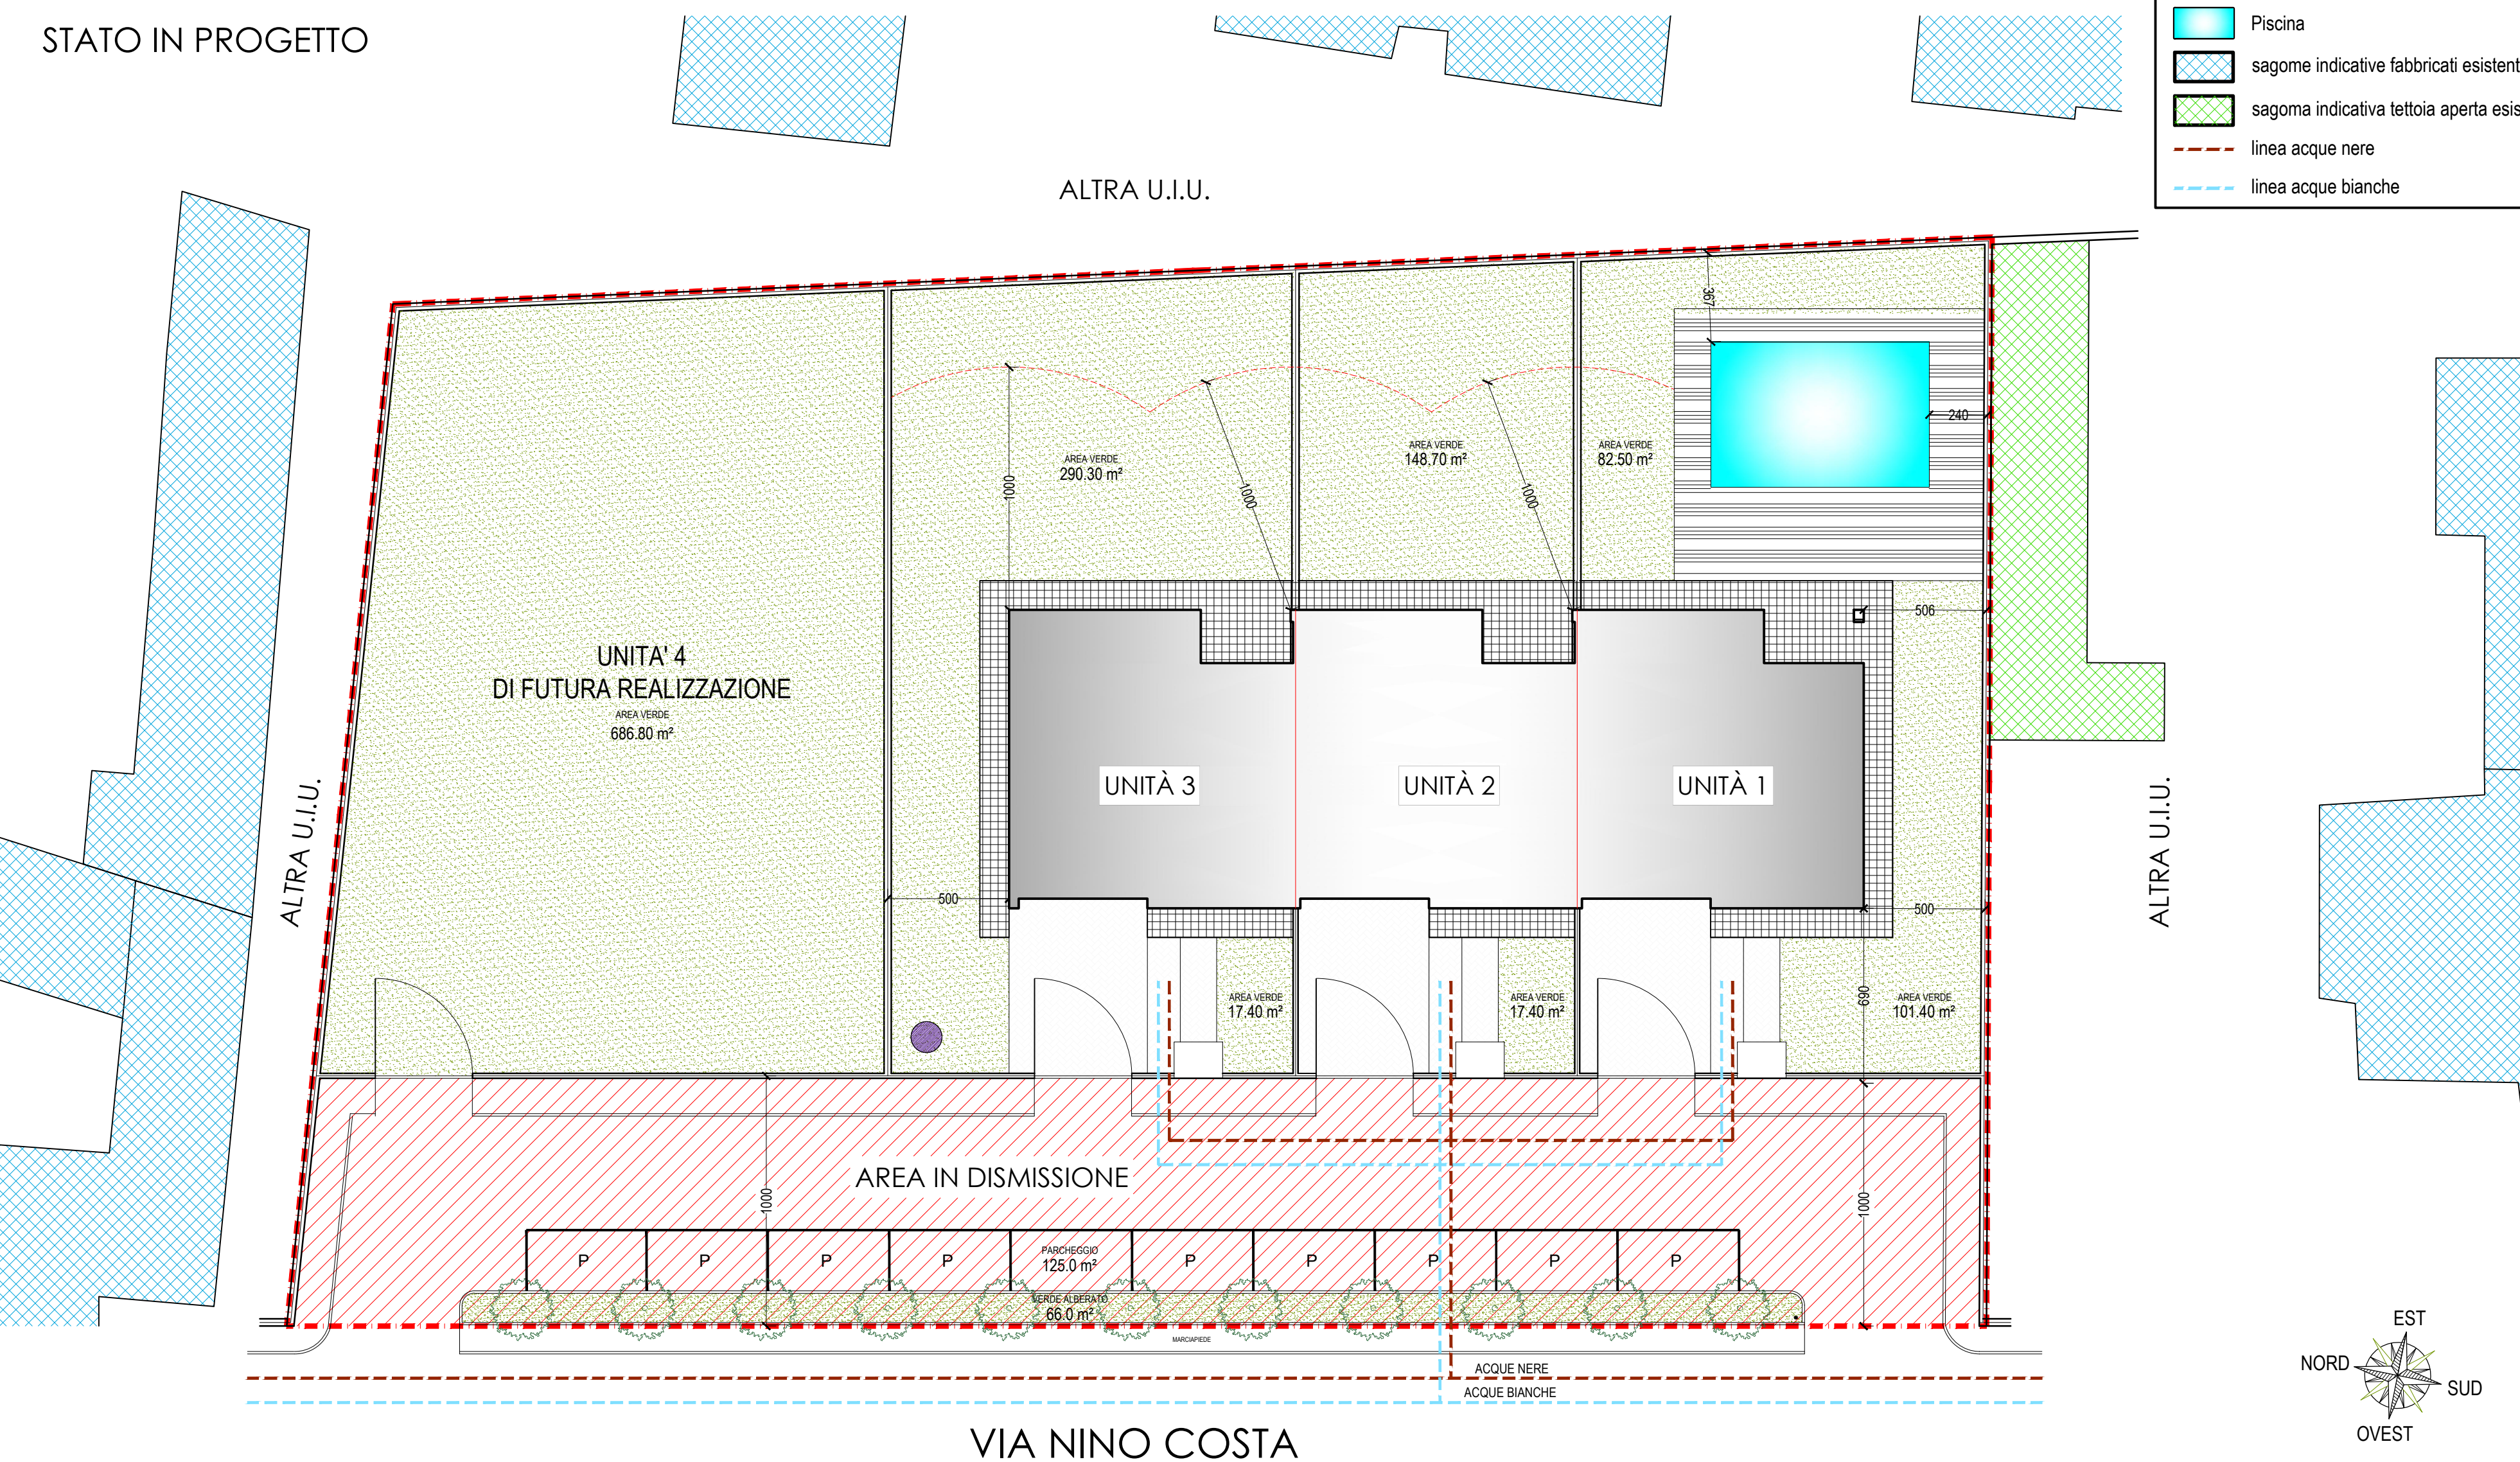 STATO IN PROGETTO
Piscina
sagome indicative fabbricati esistent
sagoma indicativa tettoia aperta esis
linea acque nere
linea acque bianche
ALTRA U.I.U.
367
240
AREA VERDE
290.30 m²
AREA VERDE
148.70 m²
AREA VERDE
82.50 m²
1000
1000
1000
506
UNITA' 4
DI FUTURA REALIZZAZIONE
AREA VERDE
686.80 m²
UNITÀ 3
UNITÀ 2
UNITÀ 1
ALTRA U.I.U.
ALTRA U.I.U.
500
500
690
AREA VERDE
17.40 m²
AREA VERDE
17.40 m²
AREA VERDE
101.40 m²
AREA IN DISMISSIONE
1000
1000
P P P P
PARCHEGGIO
125.0 m²
P P P P P
VERDE ALBERATO
66.0 m²
MARCIAPIEDE
ACQUE NERE
ACQUE BIANCHE
VIA NINO COSTA
EST
NORD
SUD
OVEST